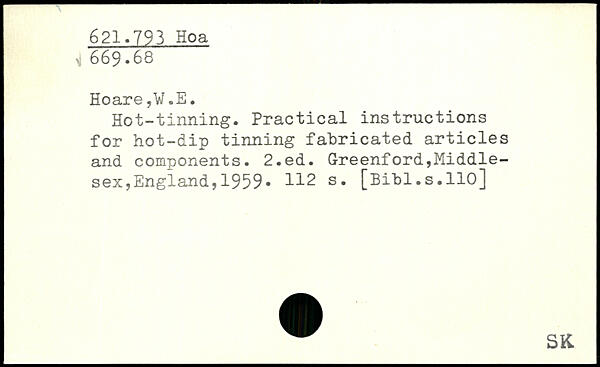 621.793 Hoa
669.68
Hoare,W.E.
Hot-tinning. Practical instructions
for hot-dip tinning fabricated articles
and components. 2.ed. Greenford,Middle-
sex,England,1959. 112 s. [Bibl.s.110]
SK